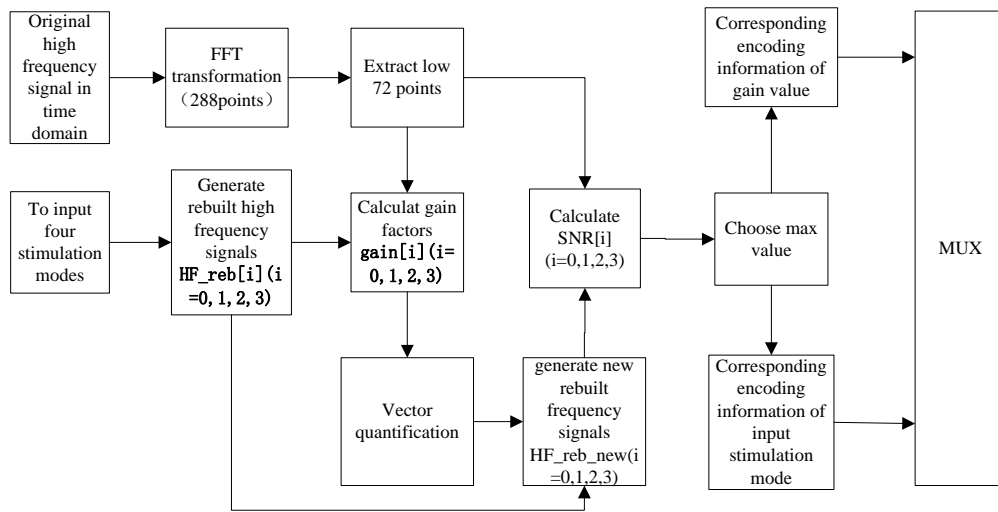 Original
high
frequency
signal in
time
domain
FFT
transformation
（288points）
Extract low
72 points
Corresponding
encoding
information of
gain value
To input
four
stimulation
modes
Generate
rebuilt high
frequency
signals
HF_reb[i](i
=0,1,2,3)
Calculat gain
factors
gain[i](i=
0,1,2,3)
Calculate
SNR[i]
(i=0,1,2,3)
Choose max
value
MUX
Vector
quantification
generate new
rebuilt
frequency
signals
HF_reb_new(i
=0,1,2,3)
Corresponding
encoding
information of
input
stimulation
mode